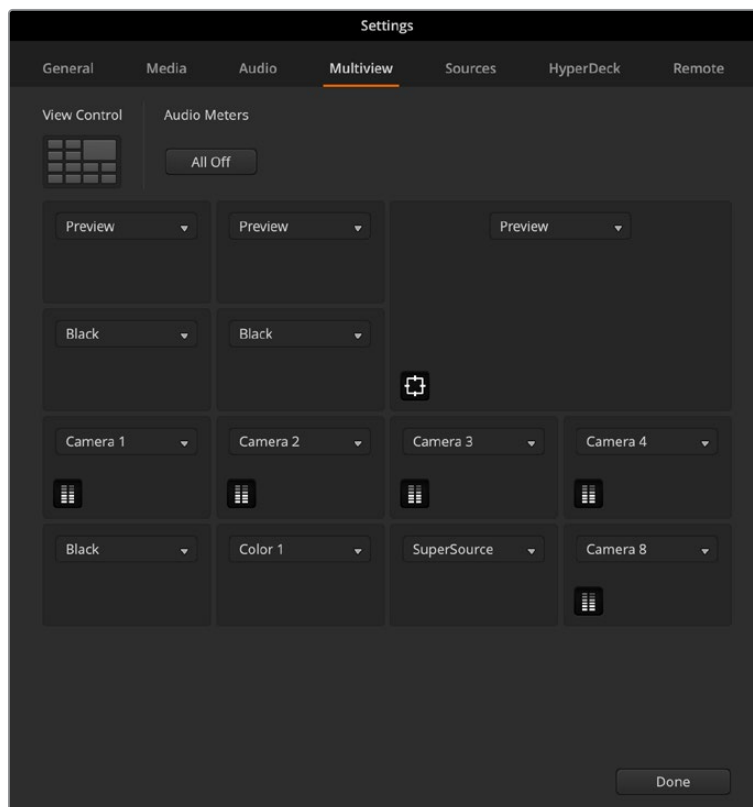 Settings
General Media Audio Multiview Sources HyperDeck Remote
View Control Audio Meters
All Off
Preview Preview Preview
Black Black
Camera 1 Camera 2 Camera 3 Camera 4
Black Color 1 SuperSource Camera 8
Done